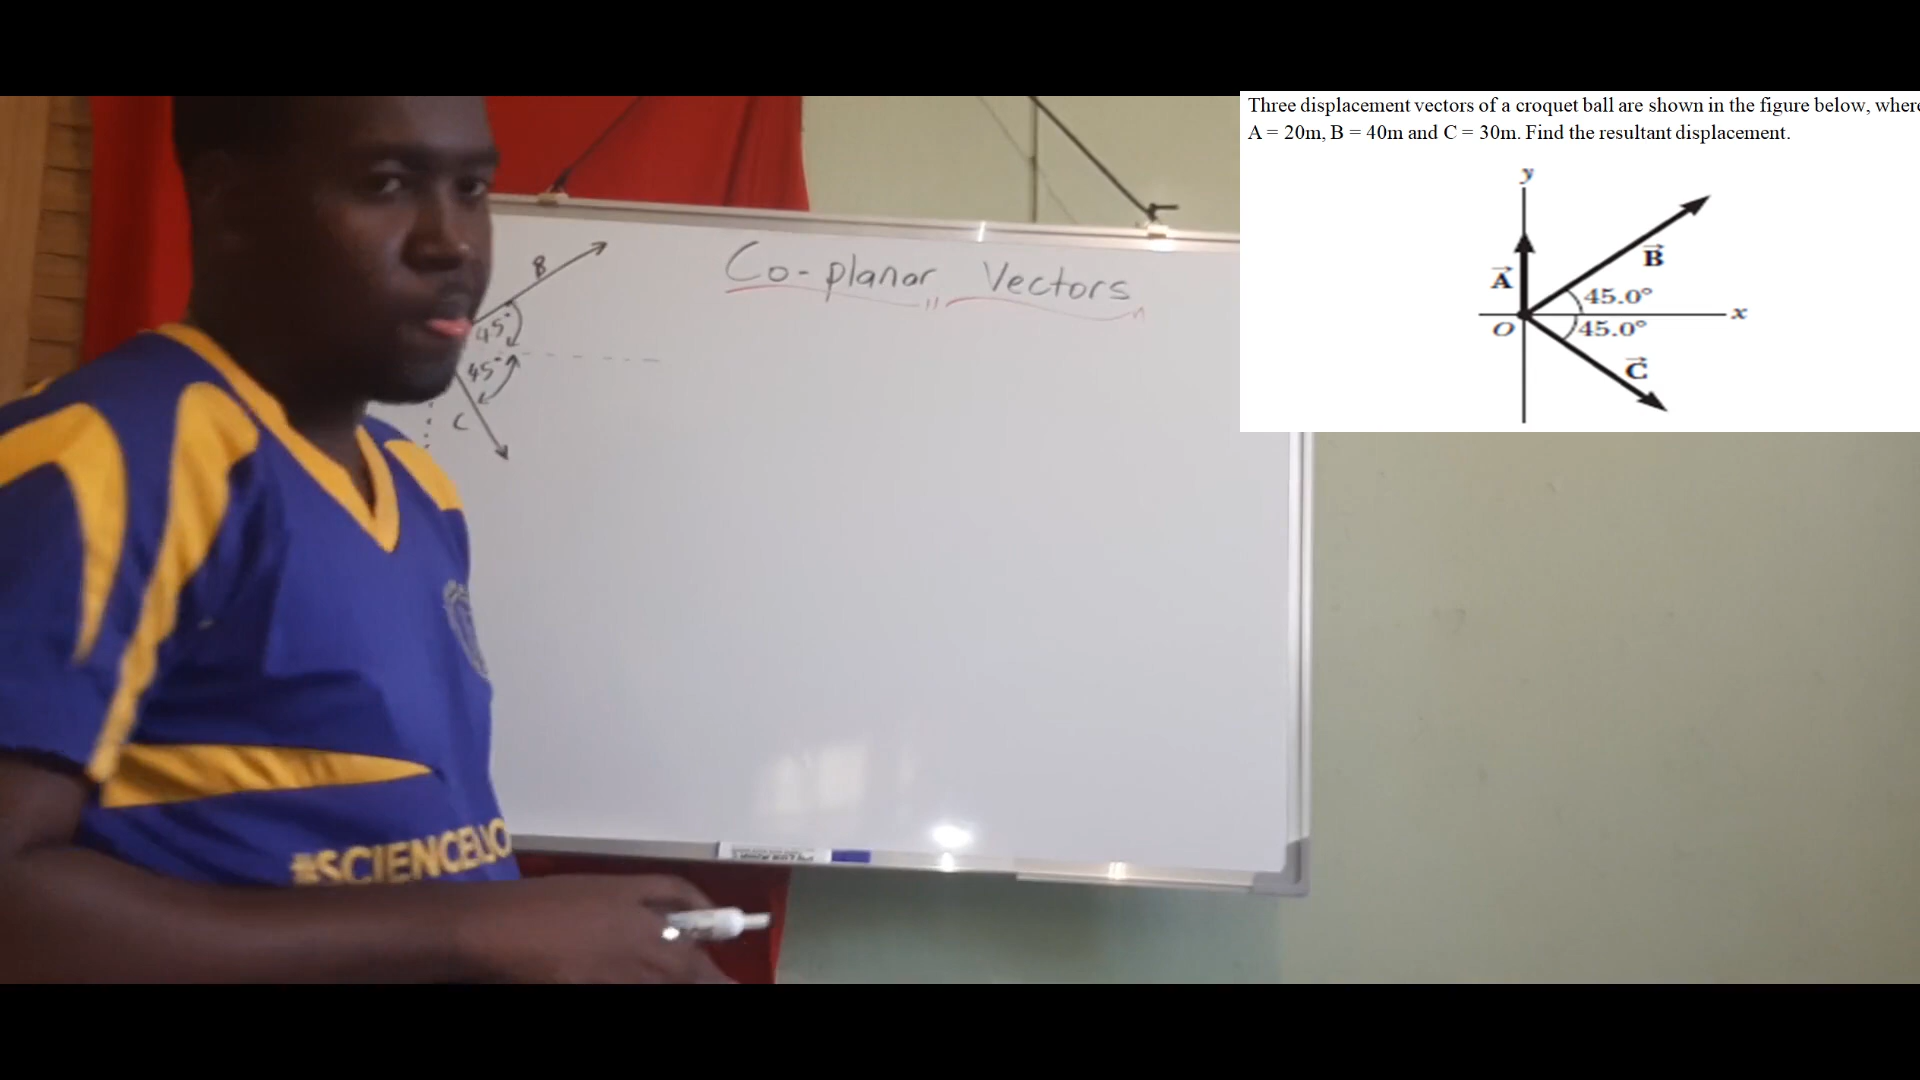 Three displacement vectors of a croquet ball are shown in the figure below, where
A = 20m, B = 40m and C = 30m. Find the resultant displacement.
y
B
A
45.0°
x
O
45.0°
C
Co-planar Vectors
B
45°
45°
C
#SCIENCE